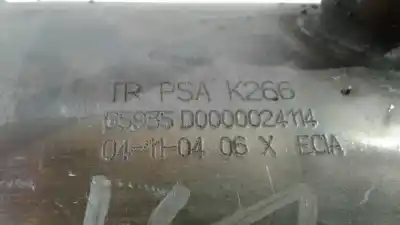 TR PSA K266
65935 D0000024114
04-11-04 06 X ECIA